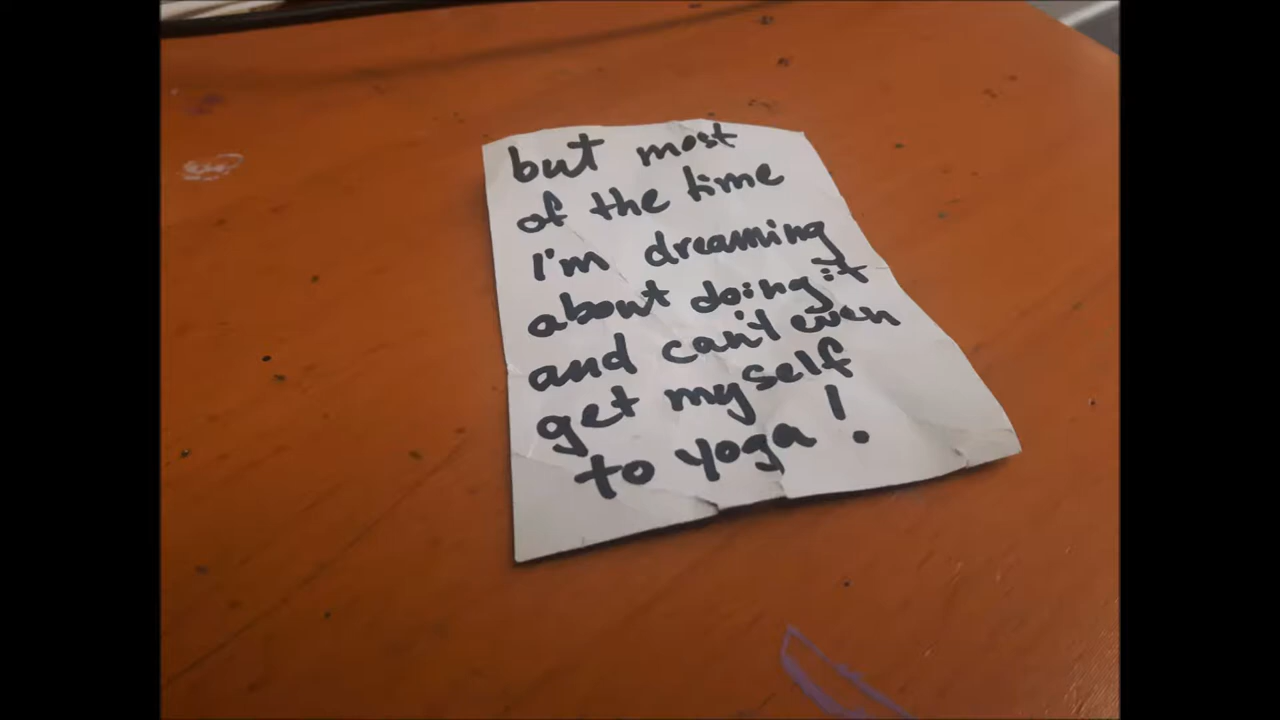 but most
of the time
I'm dreaming
about doing it
and can't even
get myself
to yoga!